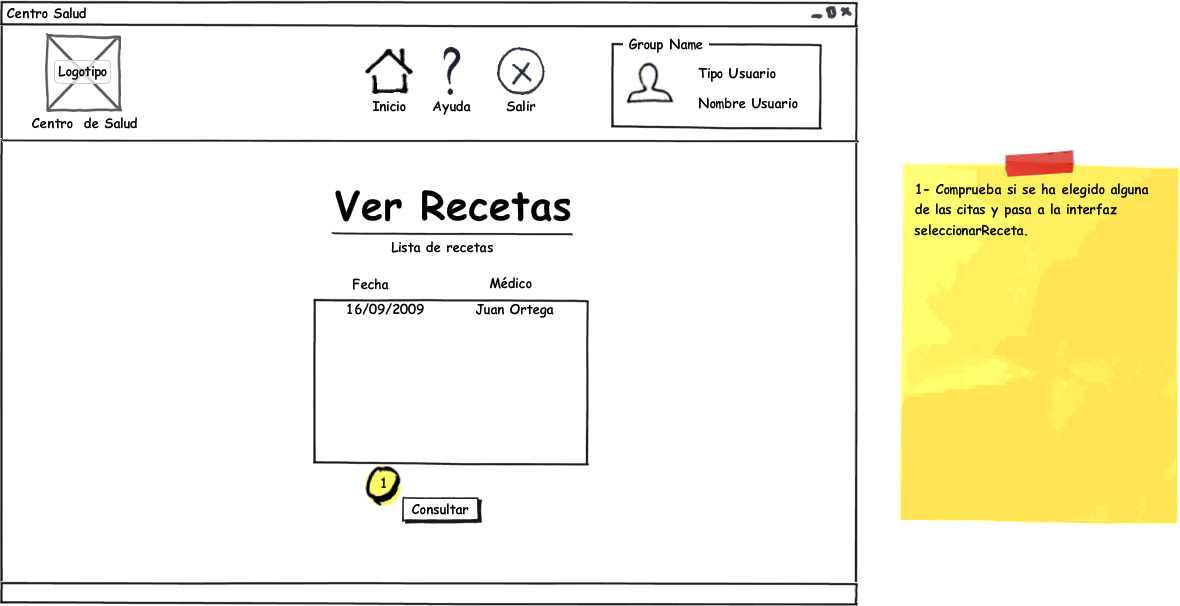 Centro Salud
Logotipo
Centro de Salud
Inicio
Ayuda
Salir
Group Name
Tipo Usuario
Nombre Usuario
Ver Recetas
Lista de recetas
Fecha Médico
16/09/2009 Juan Ortega
1
Consultar
1- Comprueba si se ha elegido alguna
de las citas y pasa a la interfaz
seleccionarReceta.